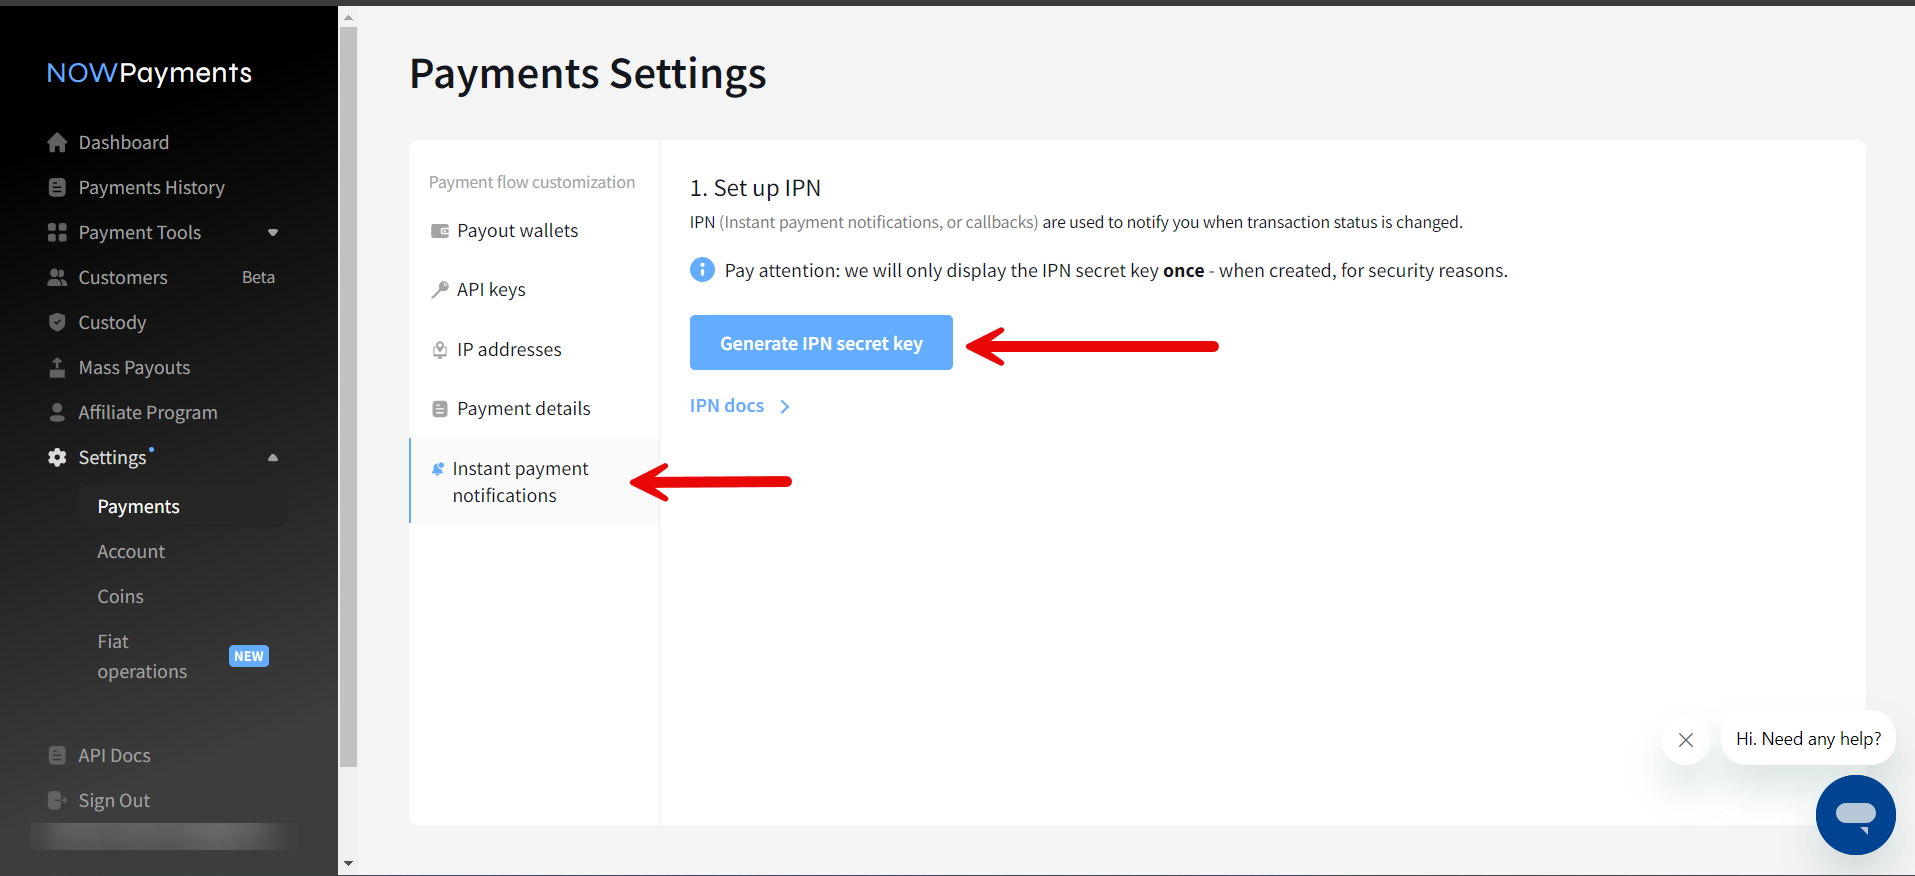 NOWPayments
Dashboard
Payments History
Payment Tools
Customers Beta
Custody
Mass Payouts
Affiliate Program
Settings
Payments
Account
Coins
Fiat
operations
NEW
API Docs
Sign Out
Payments Settings
Payment flow customization
Payout wallets
API keys
IP addresses
Payment details
Instant payment
notifications
1. Set up IPN
IPN (Instant payment notifications, or callbacks) are used to notify you when transaction status is changed.
Pay attention: we will only display the IPN secret key once - when created, for security reasons.
Generate IPN secret key
IPN docs
Hi. Need any help?